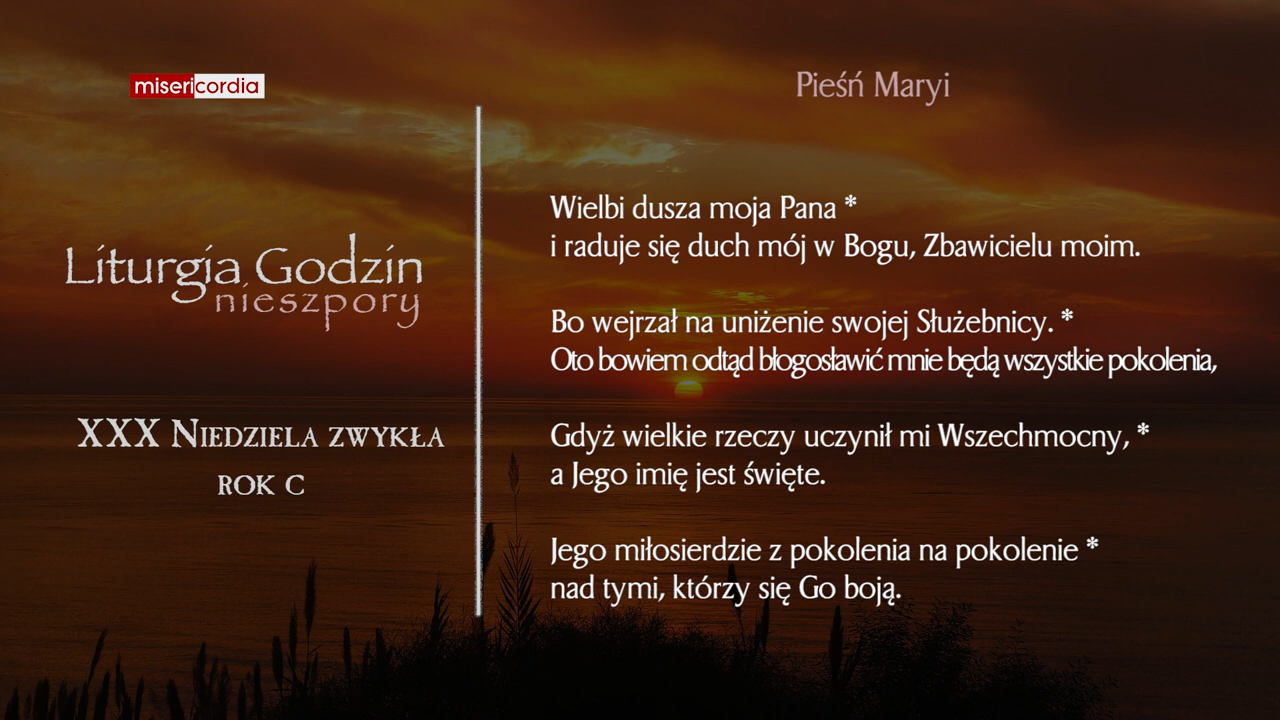 misericordia
Liturgia Godzin
nieszpory
XXX Niedziela zwykła
rok C
Pieśń Maryi
Wielbi dusza moja Pana *
i raduje się duch mój w Bogu, Zbawicielu moim.
Bo wejrzał na uniżenie swojej Służebnicy. *
Oto bowiem odtąd błogosławić mnie będą wszystkie pokolenia,
Gdyż wielkie rzeczy uczynił mi Wszechmocny, *
a Jego imię jest święte.
Jego miłosierdzie z pokolenia na pokolenie *
nad tymi, którzy się Go boją.